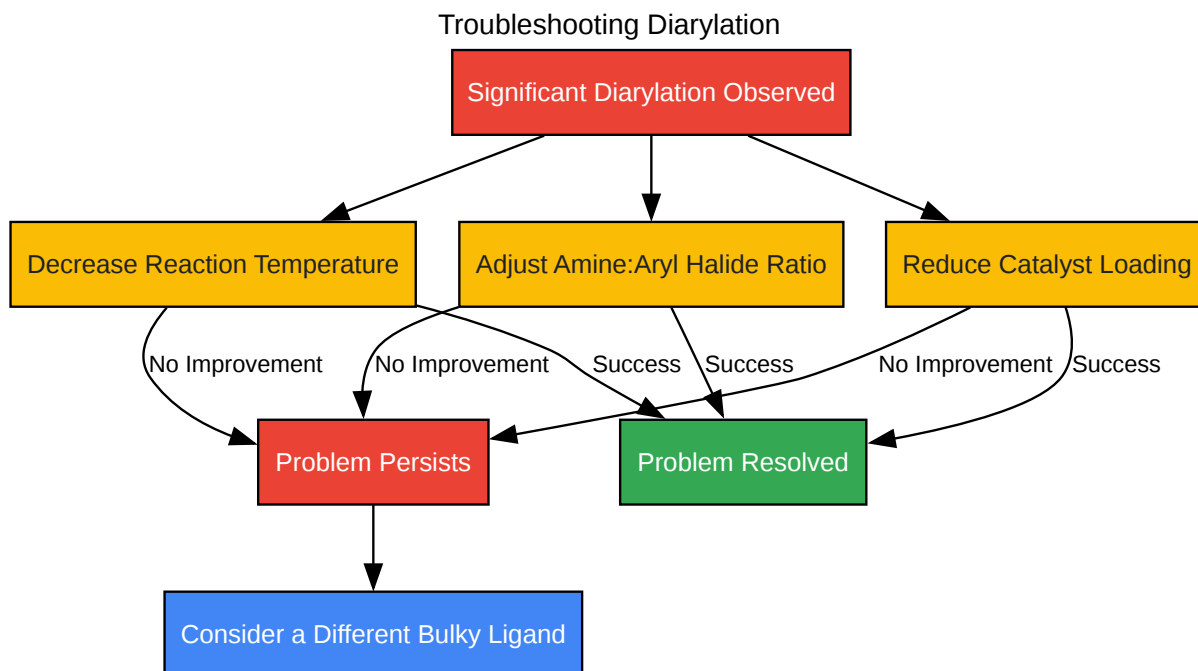 Troubleshooting Diarylation
Significant Diarylation Observed
Decrease Reaction Temperature
Adjust Amine:Aryl Halide Ratio
Reduce Catalyst Loading
No Improvement
No Improvement
Success
Success
No Improvement
Success
Problem Persists
Problem Resolved
Consider a Different Bulky Ligand